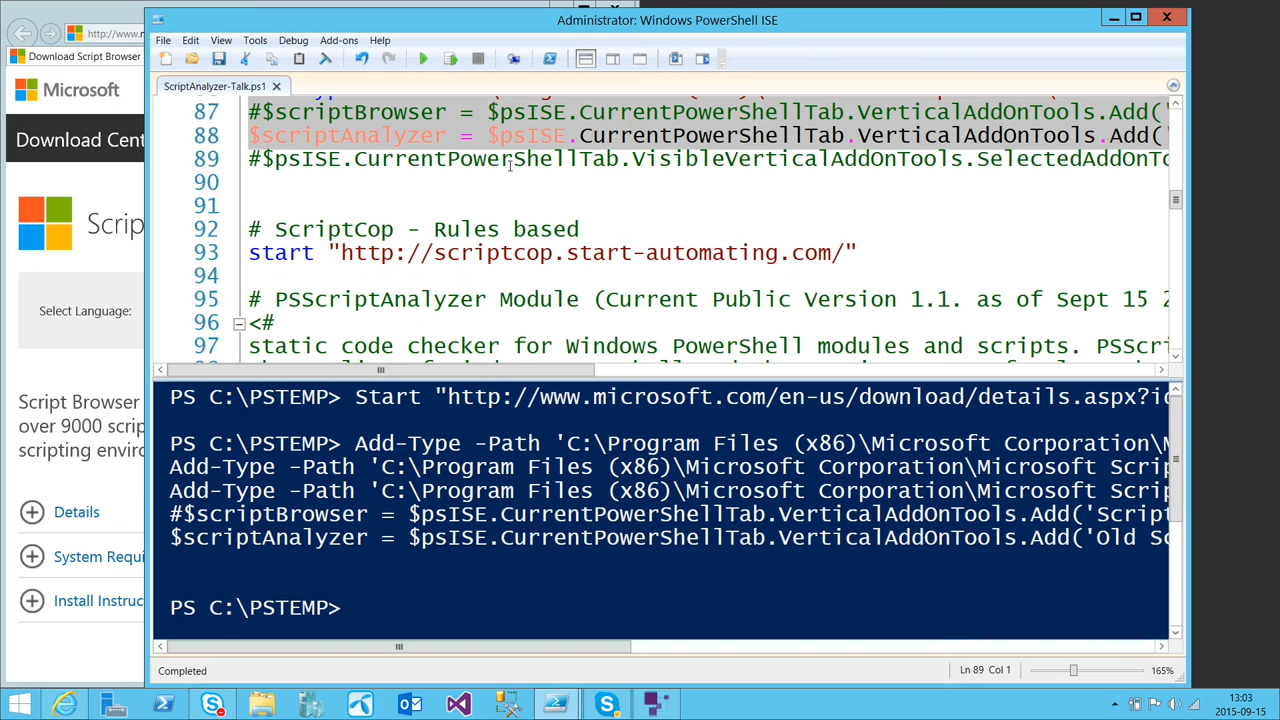 Administrator: Windows PowerShell ISE
http://www.m
Download Script Browser
File Edit View Tools Debug Add-ons Help
Microsoft
ScriptAnalyzer-Talk.ps1
87 #$scriptBrowser = $psISE.CurrentPowerShellTab.VerticalAddOnTools.Add('
88 $scriptAnalyzer = $psISE.CurrentPowerShellTab.VerticalAddOnTools.Add('
89 #$psISE.CurrentPowerShellTab.VisibleVerticalAddOnTools.SelectedAddOnTo
90
91
92 # ScriptCop - Rules based
93 start "http://scriptcop.start-automating.com/"
94
95 # PSScriptAnalyzer Module (Current Public Version 1.1. as of Sept 15 2
96 <#
97 static code checker for Windows PowerShell modules and scripts. PSScri
Download Cent
Scri
Select Language:
Script Browser
over 9000 scrip
scripting enviro
Details
System Requi
Install Instruc
PS C:\PSTEMP> Start "http://www.microsoft.com/en-us/download/details.aspx?id
PS C:\PSTEMP> Add-Type -Path 'C:\Program Files (x86)\Microsoft Corporation\M
Add-Type -Path 'C:\Program Files (x86)\Microsoft Corporation\Microsoft Scrip
Add-Type -Path 'C:\Program Files (x86)\Microsoft Corporation\Microsoft Scrip
#$scriptBrowser = $psISE.CurrentPowerShellTab.VerticalAddOnTools.Add('Script
$scriptAnalyzer = $psISE.CurrentPowerShellTab.VerticalAddOnTools.Add('Old Sc
PS C:\PSTEMP>
Completed
Ln 89 Col 1
165%
13:03
2015-09-15